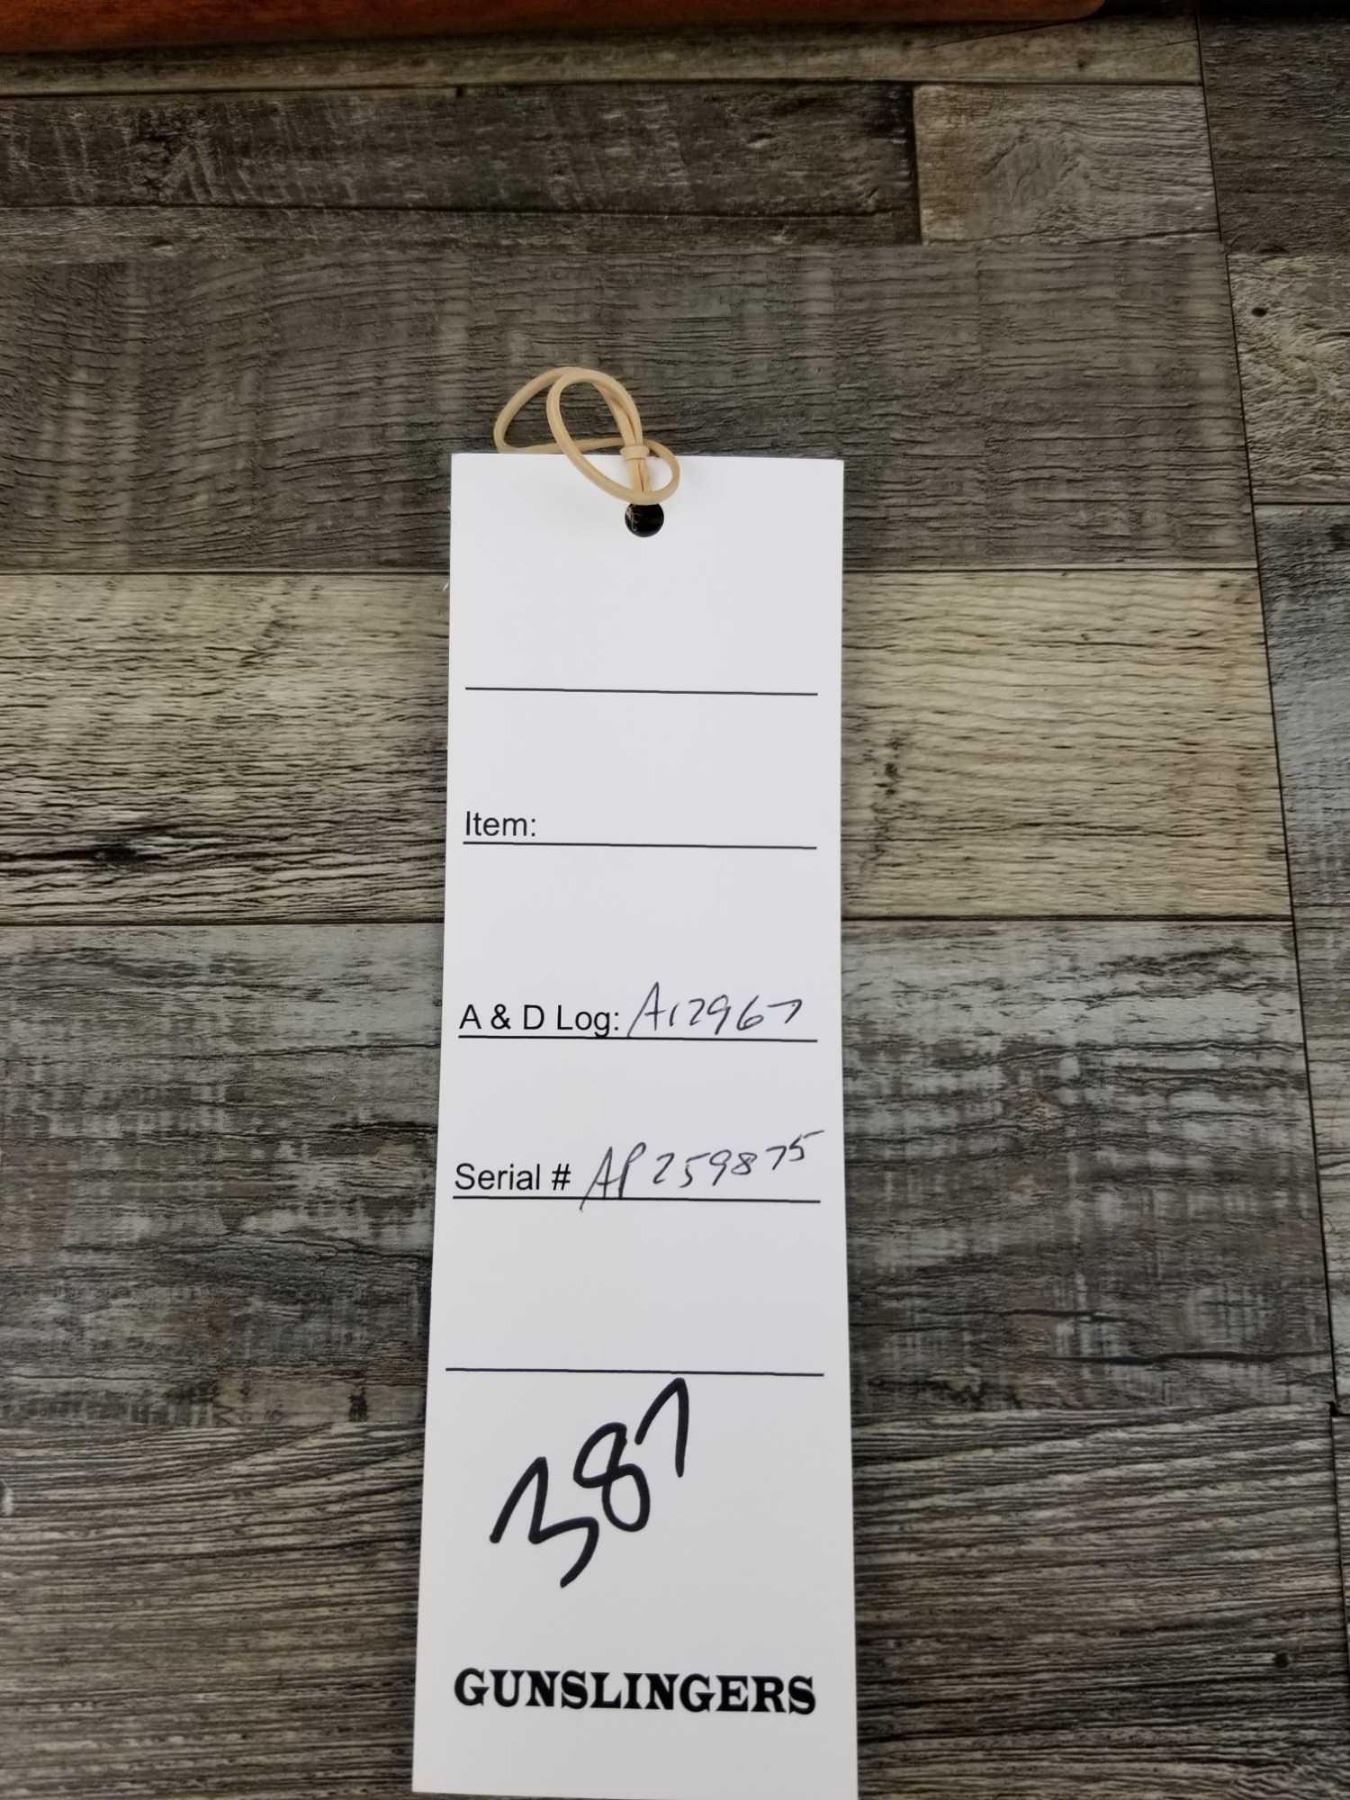 Item:
A & D Log: A12967
Serial # AP259875
387
GUNSLINGERS